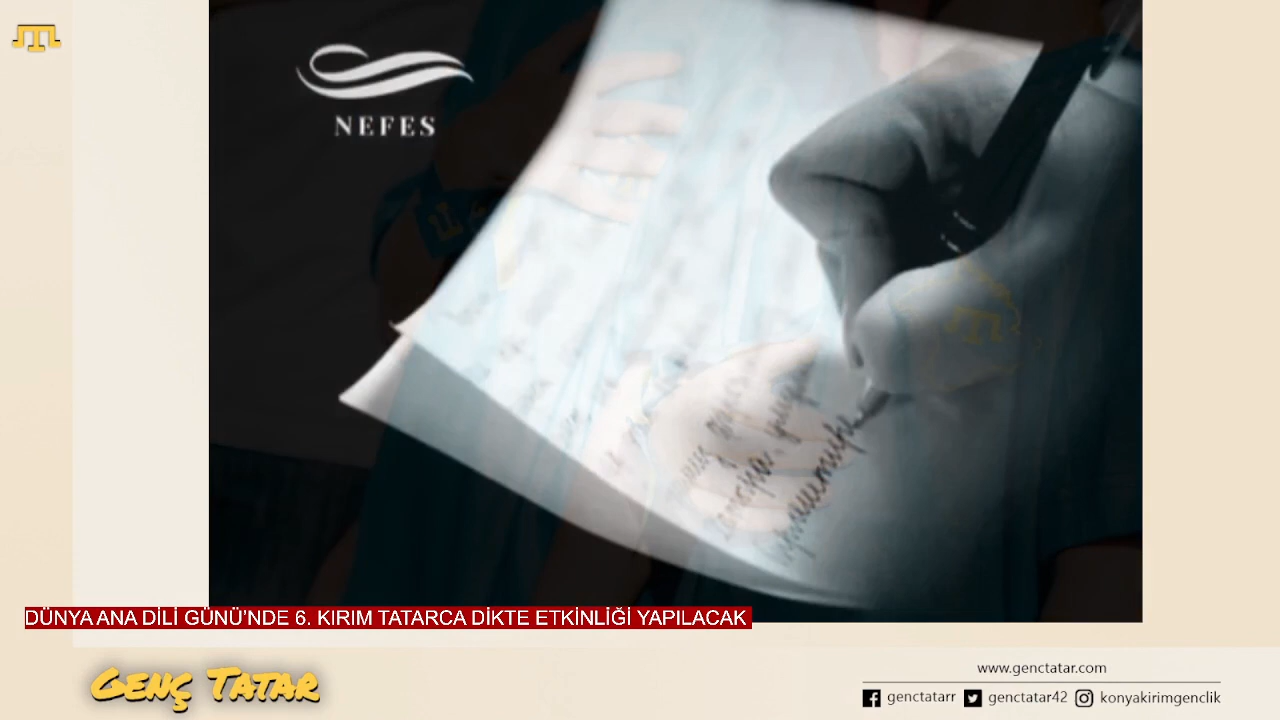 NEFES
DÜNYA ANA DİLİ GÜNÜ’NDE 6. KIRIM TATARCA DİKTE ETKİNLİĞİ YAPILACAK
GENÇ TATAR
www.genctatar.com
genctatarr genctatar42 konyakirimgenclik